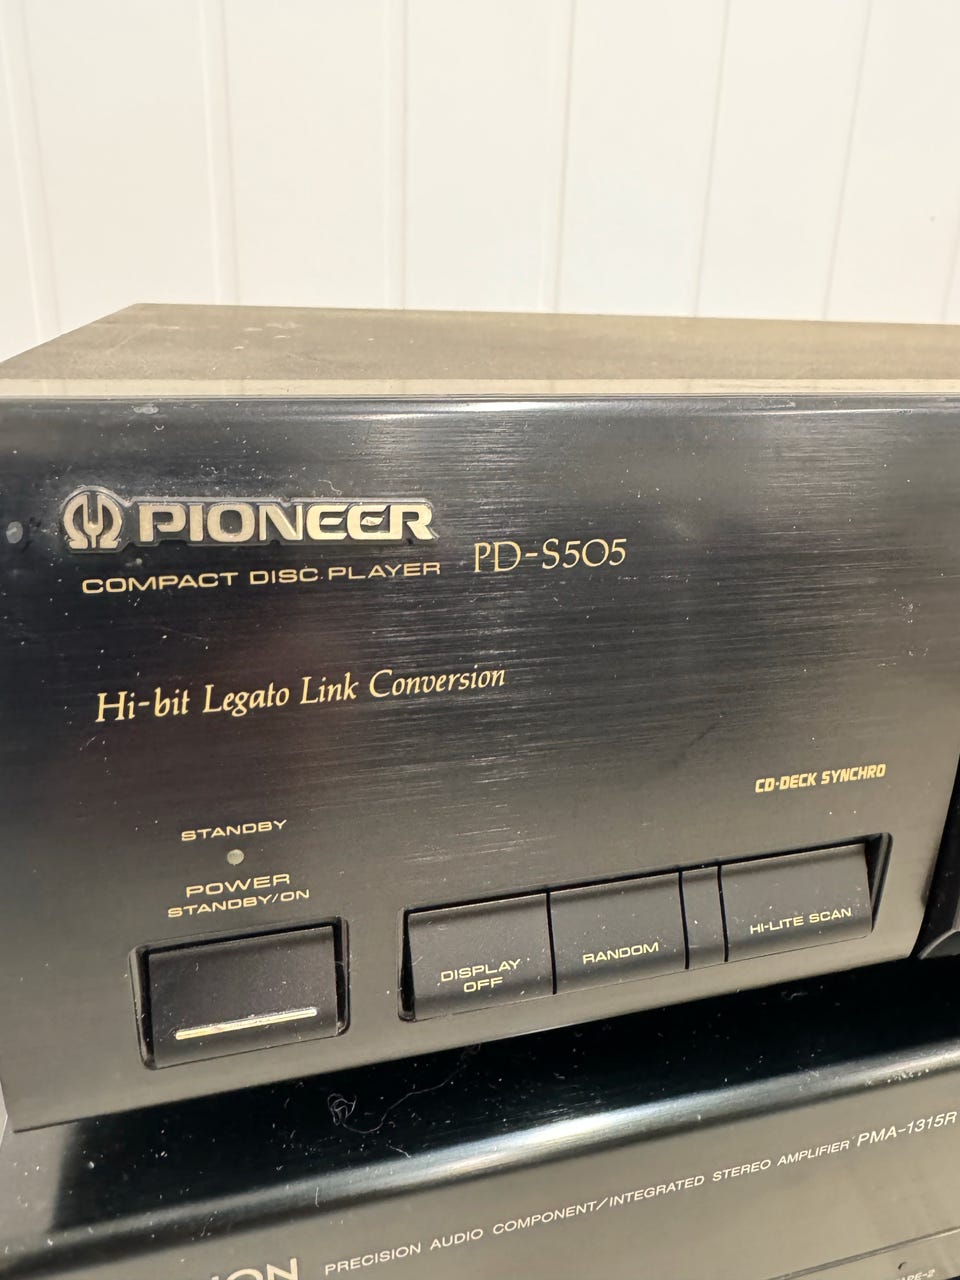 PIONEER
COMPACT DISC PLAYER PD-S505
Hi-bit Legato Link Conversion
CD·DECK SYNCHRO
STANDBY
POWER
STANDBY/ON
DISPLAY
OFF
RANDOM
HI-LITE SCAN
PRECISION AUDIO COMPONENT/INTEGRATED STEREO AMPLIFIER PMA-1315R